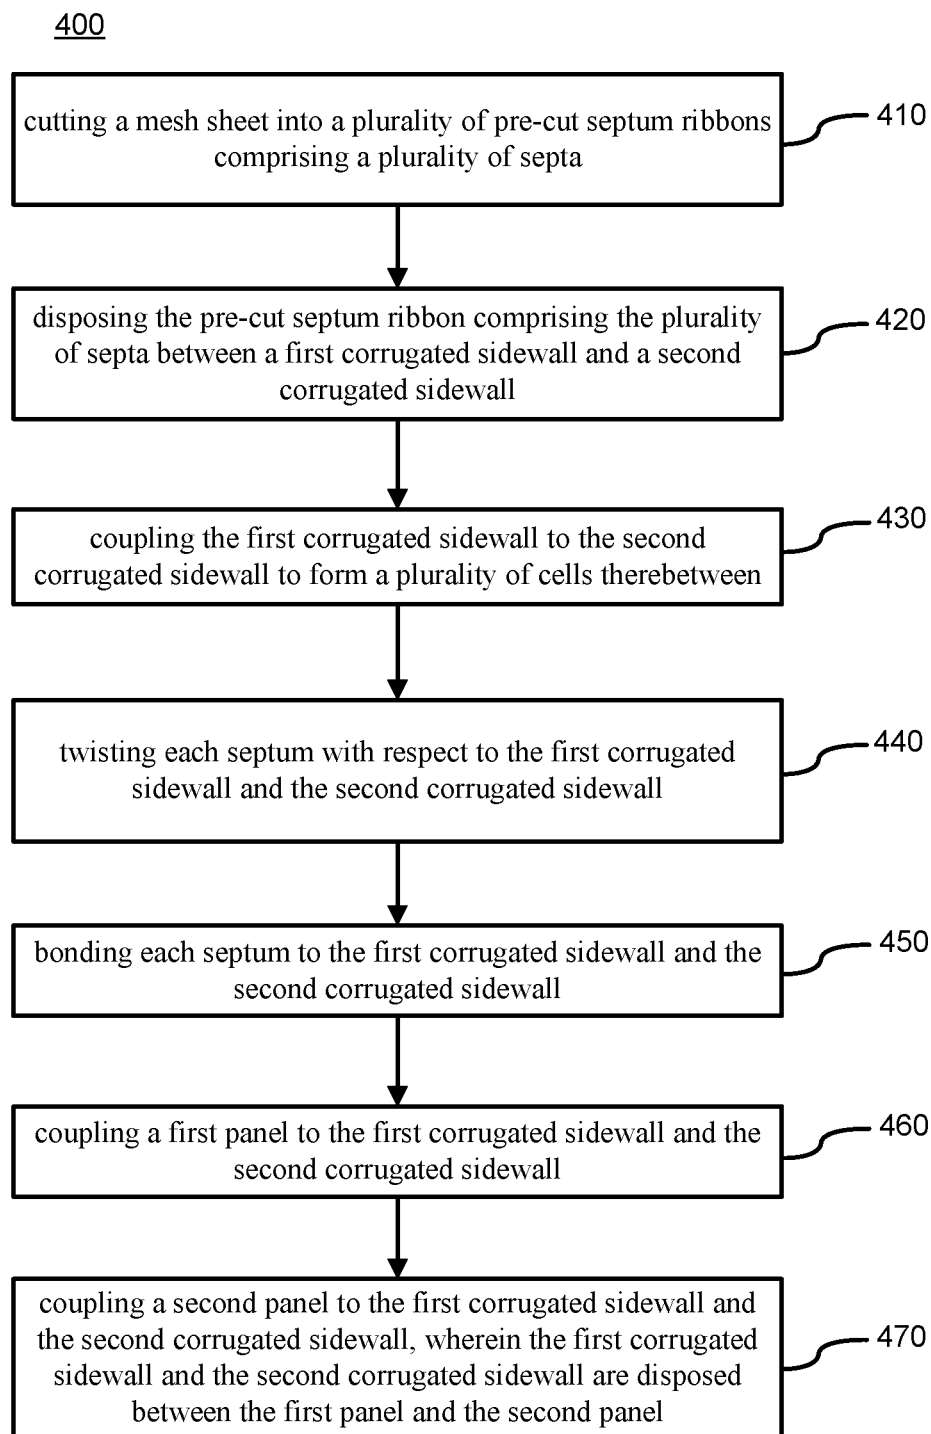 400
cutting a mesh sheet into a plurality of pre-cut septum ribbons
comprising a plurality of septa
410
disposing the pre-cut septum ribbon comprising the plurality
of septa between a first corrugated sidewall and a second
corrugated sidewall
420
coupling the first corrugated sidewall to the second
corrugated sidewall to form a plurality of cells therebetween
430
twisting each septum with respect to the first corrugated
sidewall and the second corrugated sidewall
440
bonding each septum to the first corrugated sidewall and the
second corrugated sidewall
450
coupling a first panel to the first corrugated sidewall and the
second corrugated sidewall
460
coupling a second panel to the first corrugated sidewall and
the second corrugated sidewall, wherein the first corrugated
sidewall and the second corrugated sidewall are disposed
between the first panel and the second panel
470